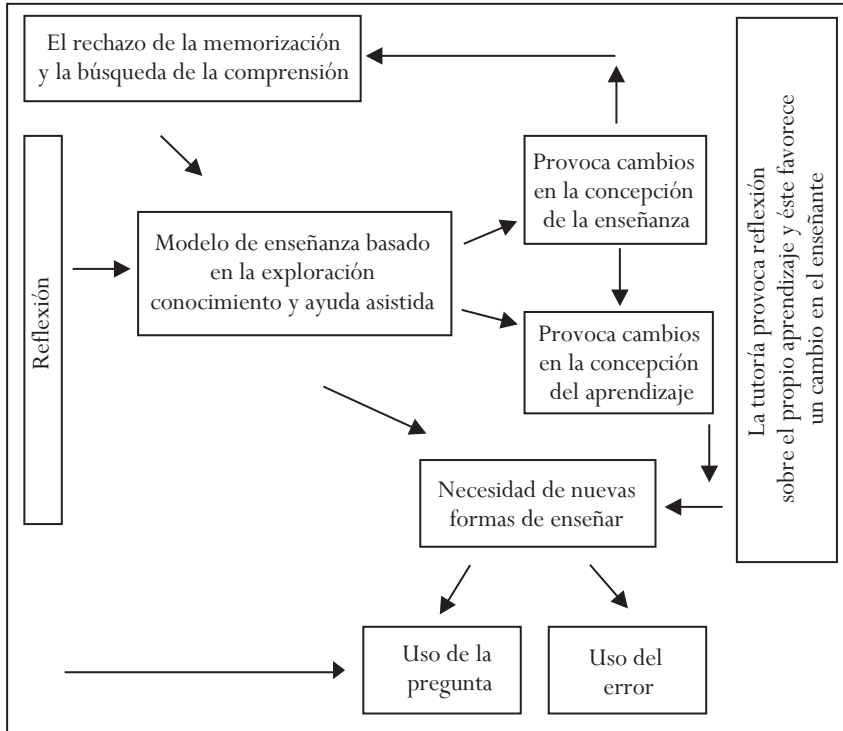 El rechazo de la memorización
y la búsqueda de la comprensión
Reflexión
Modelo de enseñanza basado
en la exploración
conocimiento y ayuda asistida
Provoca cambios
en la concepción
de la enseñanza
Provoca cambios
en la concepción
del aprendizaje
La tutoría provoca reflexión
sobre el propio aprendizaje y éste favorece
un cambio en el enseñante
Necesidad de nuevas
formas de enseñar
Uso de la
pregunta
Uso del
error